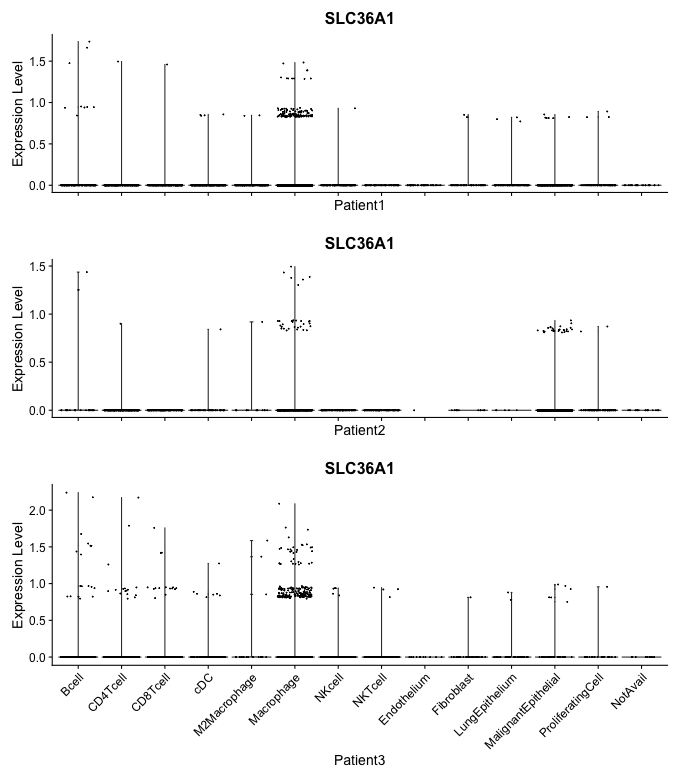 SLC36A1
Expression Level
1.5
1.0
0.5
0.0
Patient1
SLC36A1
Expression Level
1.5
1.0
0.5
0.0
Patient2
SLC36A1
Expression Level
2.0
1.5
1.0
0.5
0.0
Bcell
CD4Tcell
CD8Tcell
cDC
M2Macrophage
Macrophage
NKcell
NKTcell
Endothelium
Fibroblast
LungEpithelium
MalignantEpithelial
ProliferatingCell
NotAvail
Patient3